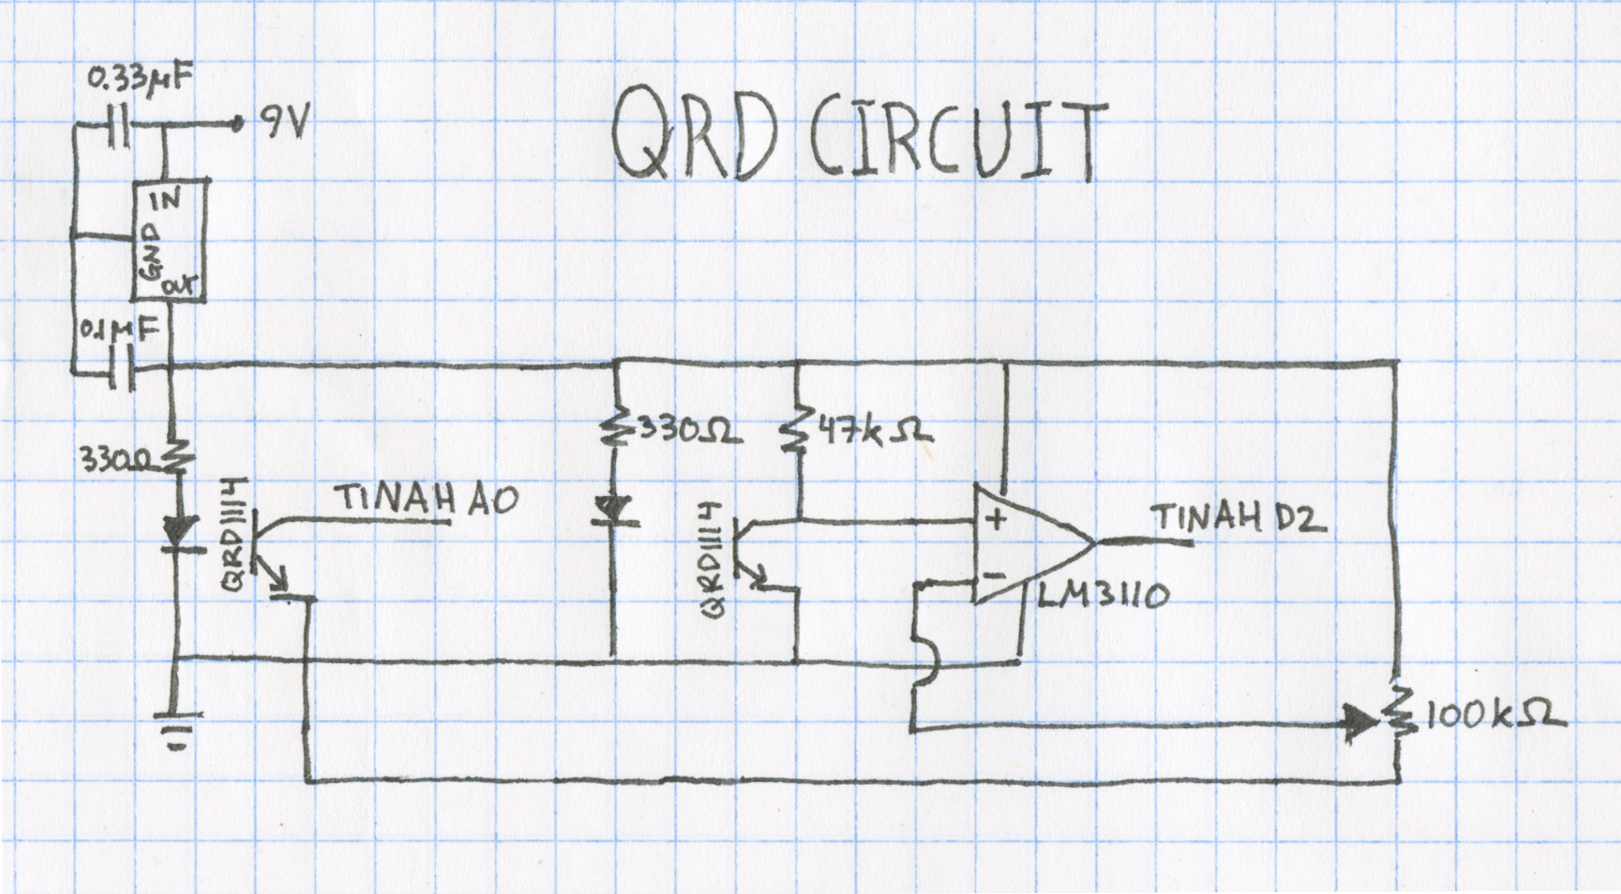 0.33µF
9V
QRD CIRCUIT
IN
GND
OUT
0.1µF
330Ω
330Ω
47kΩ
QRD1114
TINAH A0
QRD1114
+
-
TINAH D2
LM311D
100kΩ